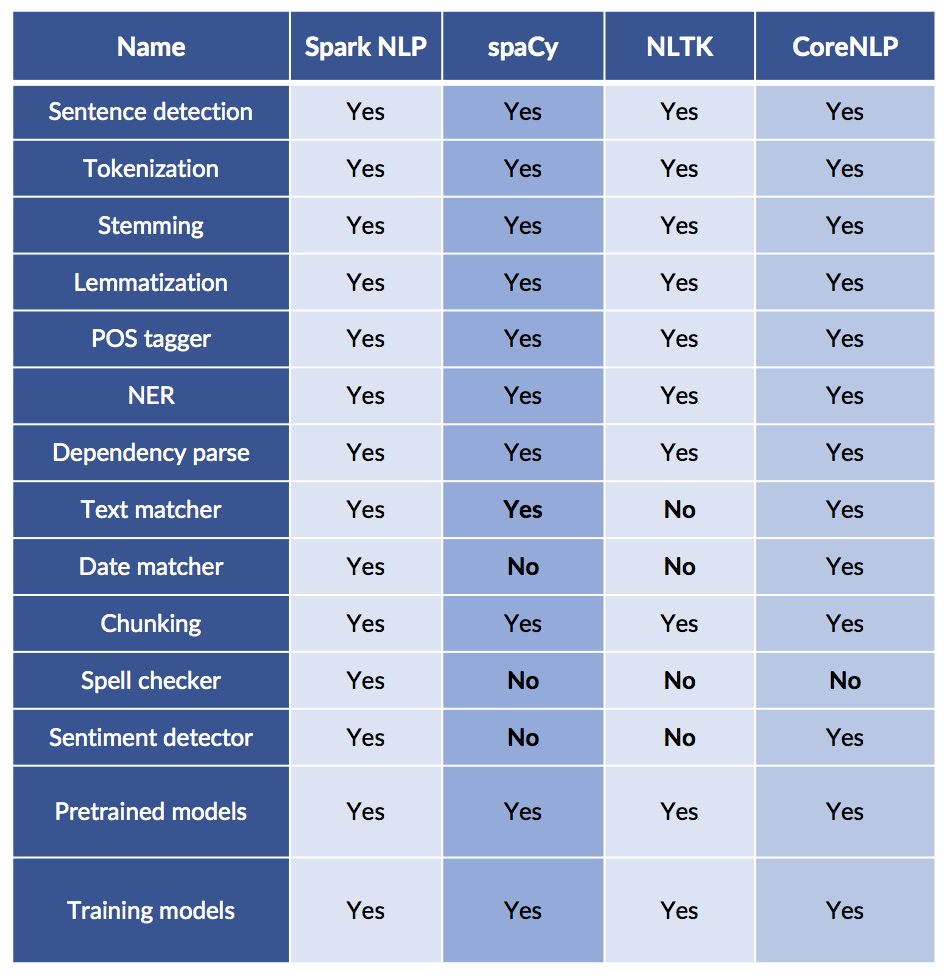 Name Spark NLP spaCy NLTK CoreNLP
Sentence detection Yes Yes Yes Yes
Tokenization Yes Yes Yes Yes
Stemming Yes Yes Yes Yes
Lemmatization Yes Yes Yes Yes
POS tagger Yes Yes Yes Yes
NER Yes Yes Yes Yes
Dependency parse Yes Yes Yes Yes
Text matcher Yes Yes No Yes
Date matcher Yes No No Yes
Chunking Yes Yes Yes Yes
Spell checker Yes No No No
Sentiment detector Yes No No Yes
Pretrained models Yes Yes Yes Yes
Training models Yes Yes Yes Yes